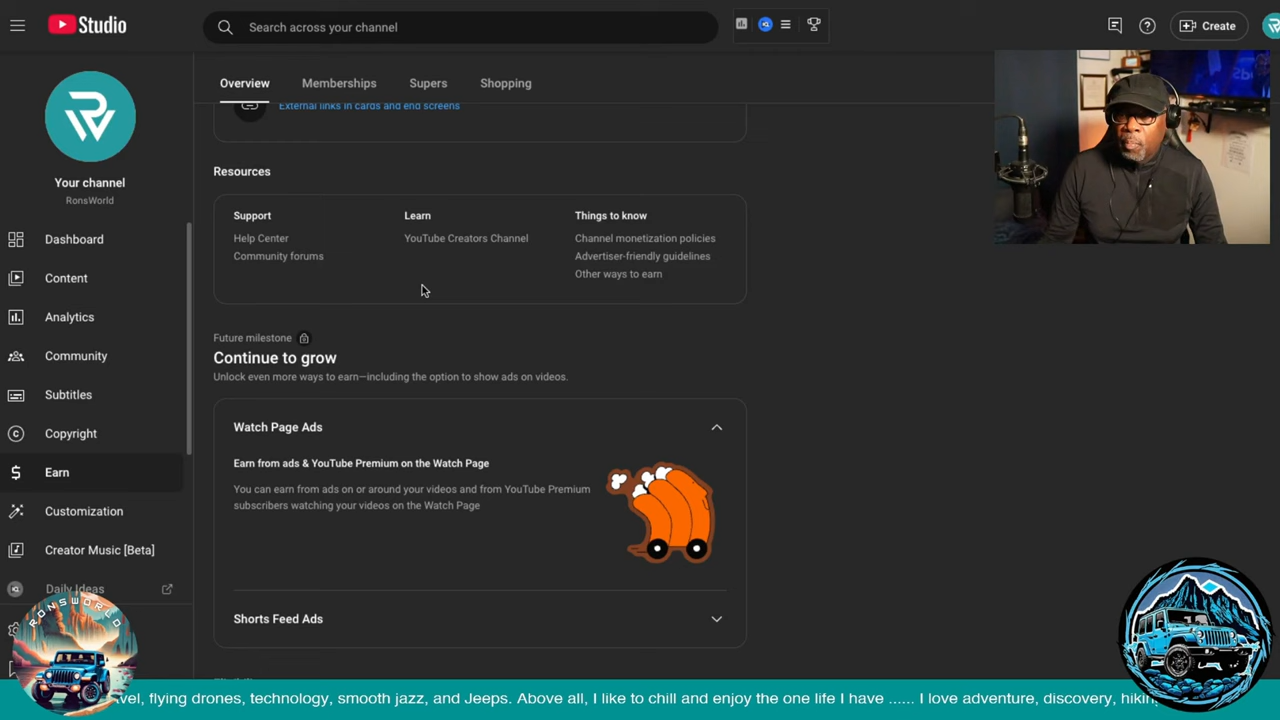 Studio
Search across your channel
Create
Your channel
RonsWorld
Dashboard
Content
Analytics
Community
Subtitles
Copyright
Earn
Customization
Creator Music [Beta]
Daily Ideas
Overview
Memberships
Supers
Shopping
External links in cards and end screens
Resources
Support
Help Center
Community forums
Learn
YouTube Creators Channel
Things to know
Channel monetization policies
Advertiser-friendly guidelines
Other ways to earn
Future milestone
Continue to grow
Unlock even more ways to earn—including the option to show ads on videos.
Watch Page Ads
Earn from ads & YouTube Premium on the Watch Page
You can earn from ads on or around your videos and from YouTube Premium
subscribers watching your videos on the Watch Page
Shorts Feed Ads
RONSWORLD
vel, flying drones, technology, smooth jazz, and Jeeps. Above all, I like to chill and enjoy the one life I have ...... I love adventure, discovery, hikin